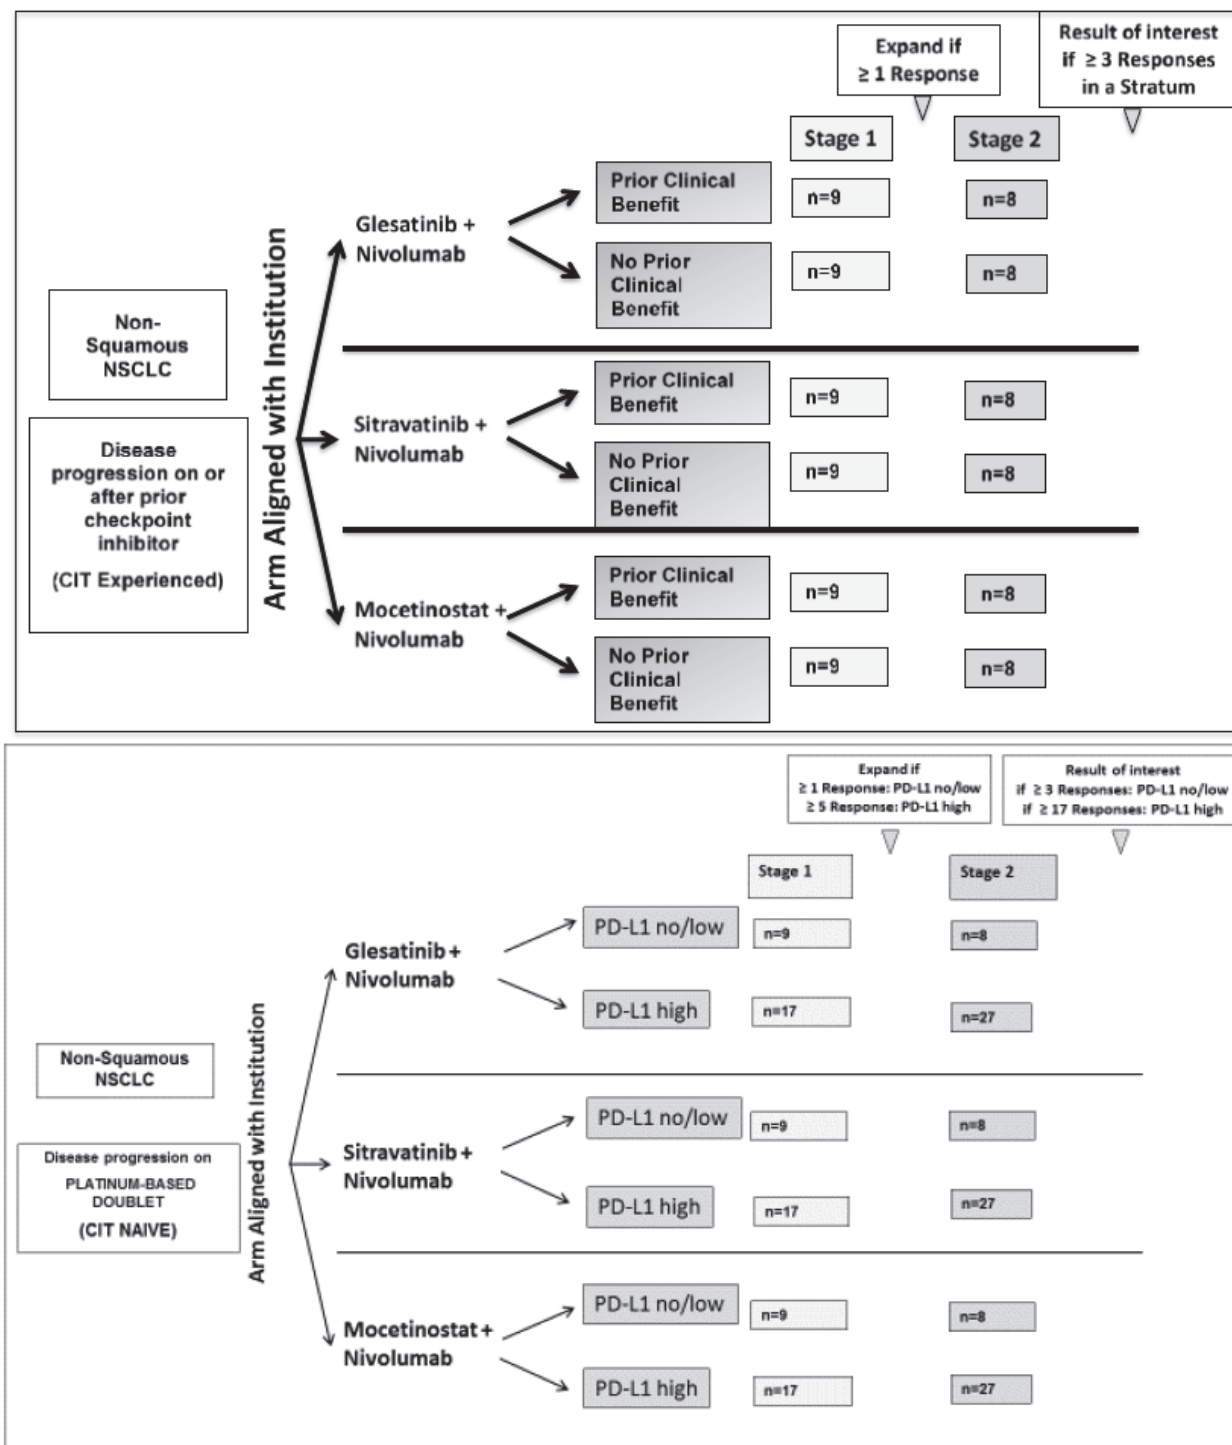 Expand if
≥ 1 Response
Result of interest
if ≥ 3 Responses
in a Stratum
Stage 1
Stage 2
Non-
Squamous
NSCLC
Disease
progression on or
after prior
checkpoint
inhibitor
(CIT Experienced)
Arm Aligned with Institution
Glesatinib +
Nivolumab
Prior Clinical
Benefit
n=9
n=8
No Prior
Clinical
Benefit
n=9
n=8
Sitravatinib +
Nivolumab
Prior Clinical
Benefit
n=9
n=8
No Prior
Clinical
Benefit
n=9
n=8
Mocetinostat +
Nivolumab
Prior Clinical
Benefit
n=9
n=8
No Prior
Clinical
Benefit
n=9
n=8
Expand if
≥ 1 Response: PD-L1 no/low
≥ 5 Response: PD-L1 high
Result of interest
if ≥ 3 Responses: PD-L1 no/low
if ≥ 17 Responses: PD-L1 high
Stage 1
Stage 2
Non-Squamous
NSCLC
Disease progression on
PLATINUM-BASED
DOUBLET
(CIT NAIVE)
Arm Aligned with Institution
Glesatinib +
Nivolumab
PD-L1 no/low
n=9
n=8
PD-L1 high
n=17
n=27
Sitravatinib +
Nivolumab
PD-L1 no/low
n=9
n=8
PD-L1 high
n=17
n=27
Mocetinostat +
Nivolumab
PD-L1 no/low
n=9
n=8
PD-L1 high
n=17
n=27